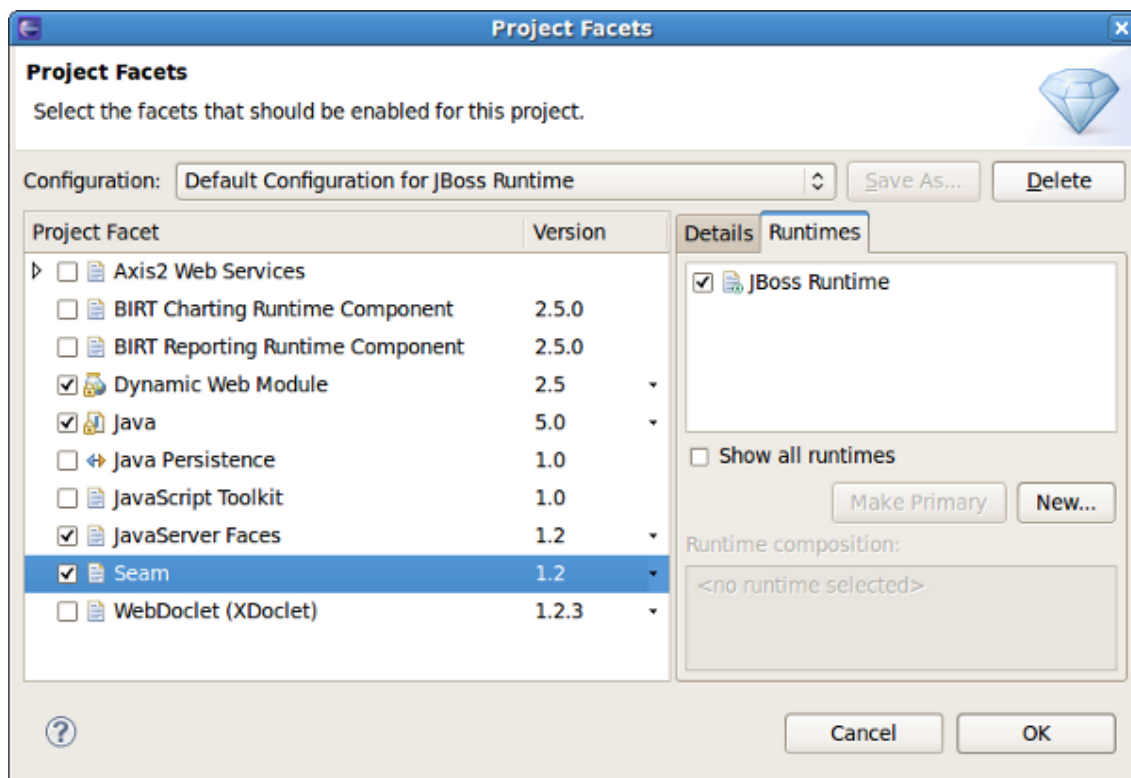 Project Facets
Project Facets
Select the facets that should be enabled for this project.
Configuration: Default Configuration for JBoss Runtime Save As... Delete
Project Facet Version
Axis2 Web Services
BIRT Charting Runtime Component 2.5.0
BIRT Reporting Runtime Component 2.5.0
Dynamic Web Module 2.5
Java 5.0
Java Persistence 1.0
JavaScript Toolkit 1.0
JavaServer Faces 1.2
Seam 1.2
WebDoclet (XDoclet) 1.2.3
Details Runtimes
JBoss Runtime
Show all runtimes
Make Primary New...
Runtime composition:
<no runtime selected>
Cancel OK